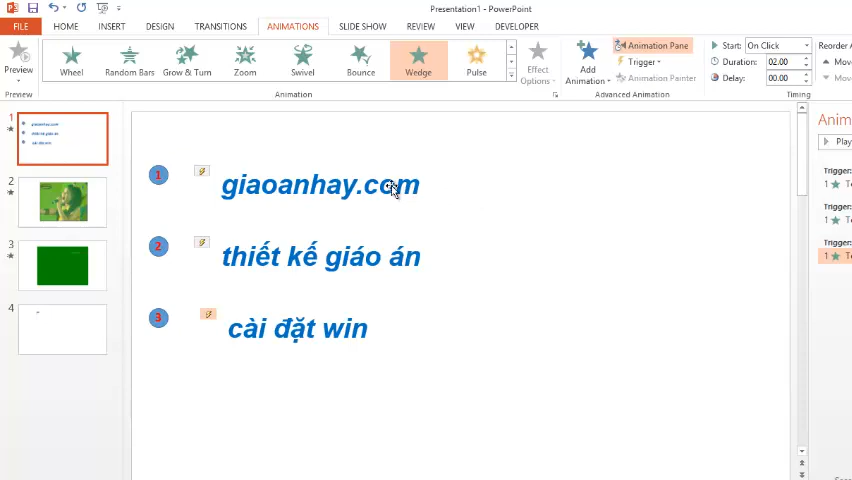 Presentation1 - PowerPoint
FILE HOME INSERT DESIGN TRANSITIONS ANIMATIONS SLIDE SHOW REVIEW VIEW DEVELOPER
Preview
Wheel Random Bars Grow & Turn Zoom Swivel Bounce Wedge Pulse
Effect Options
Add Animation
Animation Pane
Trigger
Animation Painter
Start: On Click
Duration: 02.00
Delay: 00.00
Reorder
Preview Animation Advanced Animation Timing
1
2
3
4
1 giaoanhay.com
2 thiết kế giáo án
3 cài đặt win
Trigger:
1
Trigger:
1
Trigger:
1